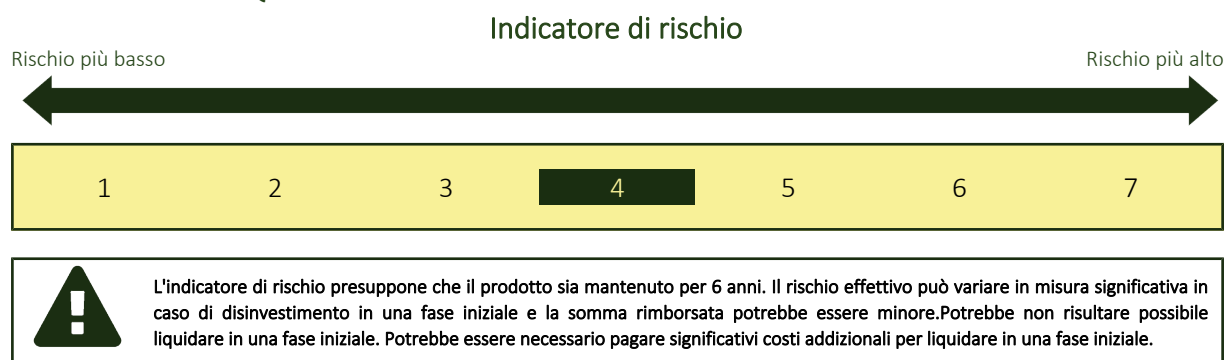 Indicatore di rischio
Rischio più basso
Rischio più alto
1 2 3 4 5 6 7
L'indicatore di rischio presuppone che il prodotto sia mantenuto per 6 anni. Il rischio effettivo può variare in misura significativa in
caso di disinvestimento in una fase iniziale e la somma rimborsata potrebbe essere minore.Potrebbe non risultare possibile
liquidare in una fase iniziale. Potrebbe essere necessario pagare significativi costi addizionali per liquidare in una fase iniziale.